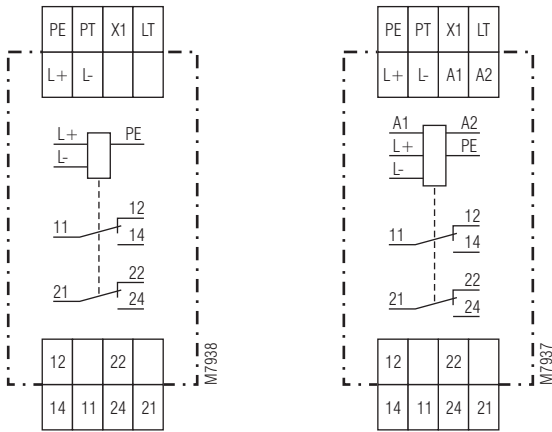 PE PT X1 LT
L+ L-
L+ PE
L-
12
11 14
22
21 24
12 22
14 11 24 21
M7938
PE PT X1 LT
L+ L- A1 A2
A1 A2
L+ PE
L-
12
11 14
22
21 24
12 22
14 11 24 21
M7937